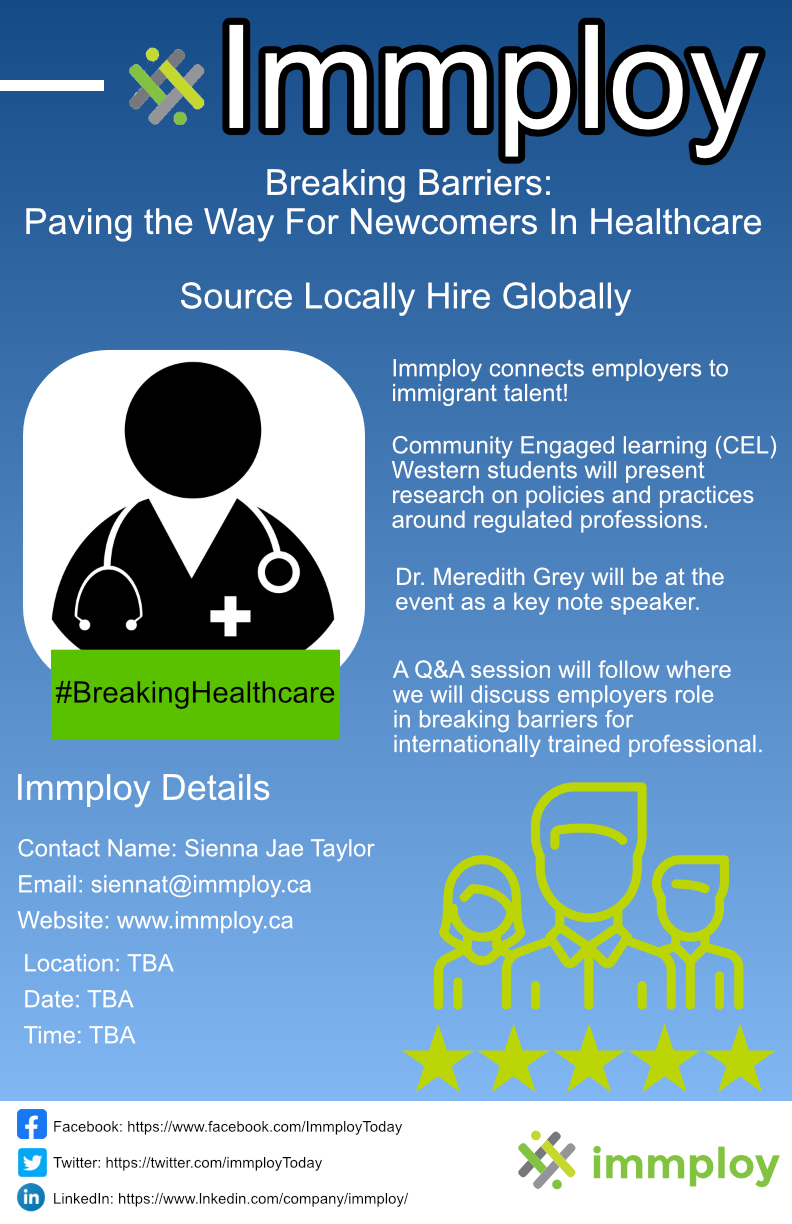 Immploy
Breaking Barriers:
Paving the Way For Newcomers In Healthcare
Source Locally Hire Globally
Immploy connects employers to
immigrant talent!
Community Engaged learning (CEL)
Western students will present
research on policies and practices
around regulated professions.
Dr. Meredith Grey will be at the
event as a key note speaker.
A Q&A session will follow where
we will discuss employers role
in breaking barriers for
internationally trained professional.
#BreakingHealthcare
Immploy Details
Contact Name: Sienna Jae Taylor
Email: siennat@immploy.ca
Website: www.immploy.ca
Location: TBA
Date: TBA
Time: TBA
Facebook: https://www.facebook.com/ImmployToday
Twitter: https://twitter.com/immployToday
LinkedIn: https://www.lnkedin.com/company/immploy/
immploy